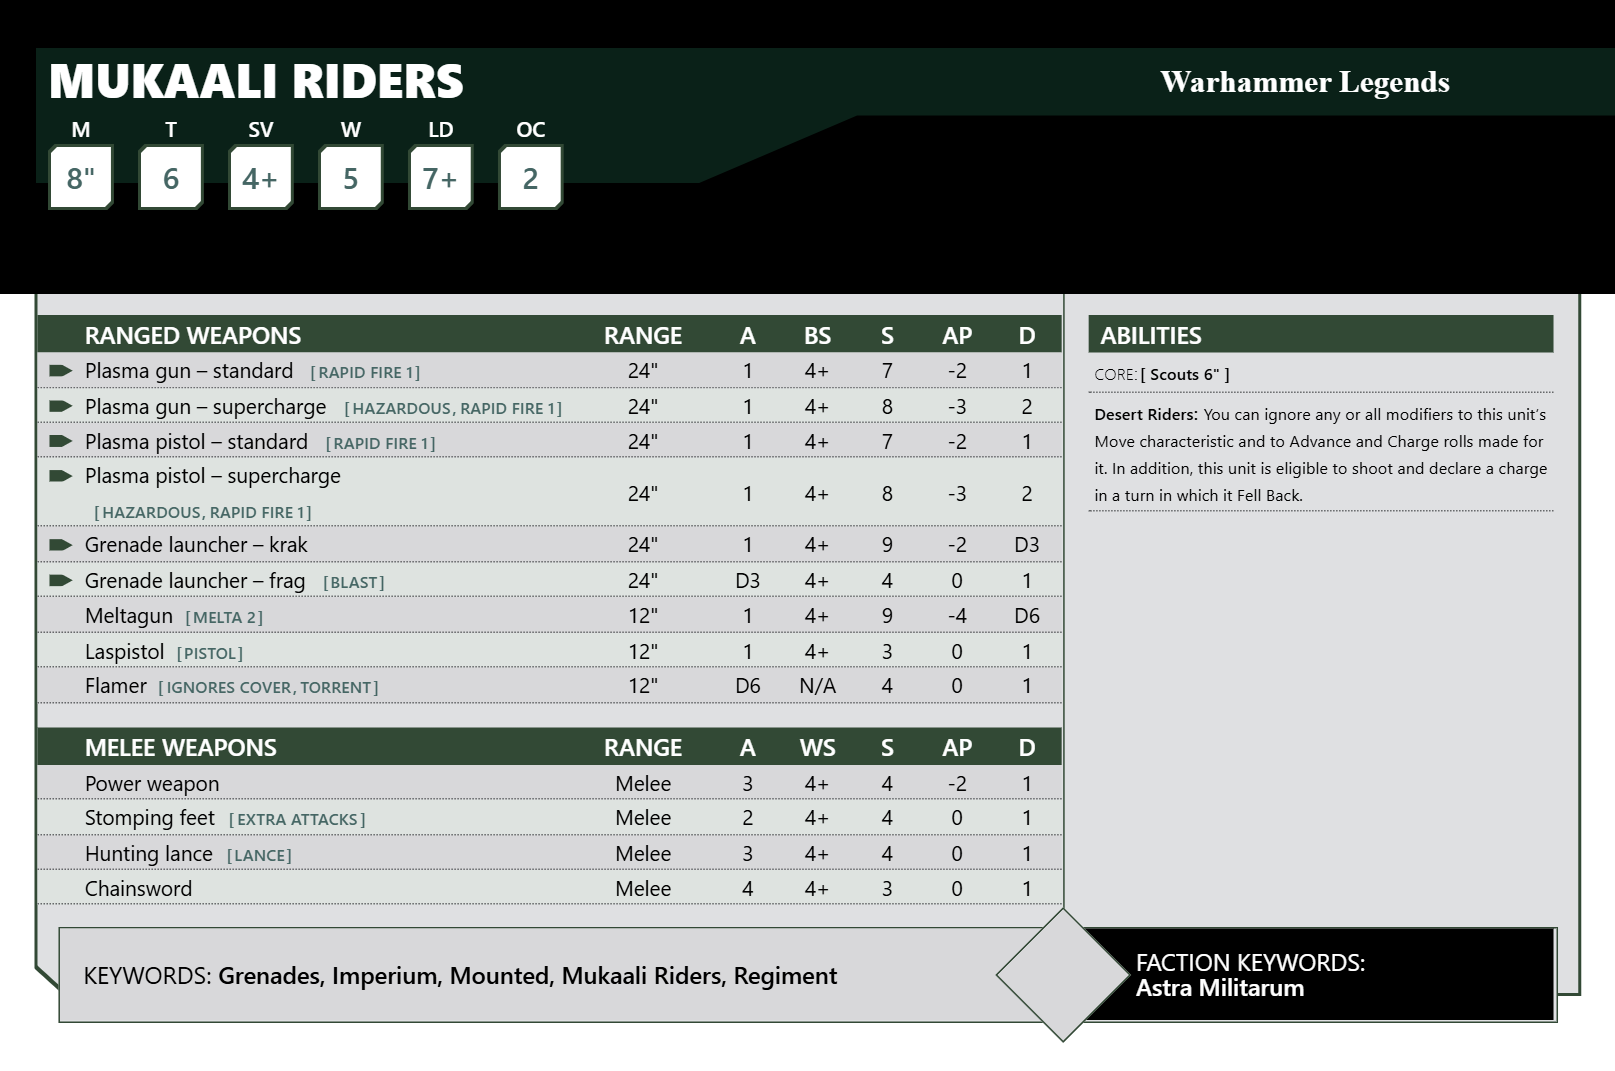 MUKAALI RIDERS
Warhammer Legends
M T SV W LD OC
8" 6 4+ 5 7+ 2
RANGED WEAPONS RANGE A BS S AP D
Plasma gun – standard [RAPID FIRE 1] 24" 1 4+ 7 -2 1
Plasma gun – supercharge [HAZARDOUS, RAPID FIRE 1] 24" 1 4+ 8 -3 2
Plasma pistol – standard [RAPID FIRE 1] 24" 1 4+ 7 -2 1
Plasma pistol – supercharge
[HAZARDOUS, RAPID FIRE 1] 24" 1 4+ 8 -3 2
Grenade launcher – krak 24" 1 4+ 9 -2 D3
Grenade launcher – frag [BLAST] 24" D3 4+ 4 0 1
Meltagun [MELTA 2] 12" 1 4+ 9 -4 D6
Laspistol [PISTOL] 12" 1 4+ 3 0 1
Flamer [IGNORES COVER, TORRENT] 12" D6 N/A 4 0 1
MELEE WEAPONS RANGE A WS S AP D
Power weapon Melee 3 4+ 4 -2 1
Stomping feet [EXTRA ATTACKS] Melee 2 4+ 4 0 1
Hunting lance [LANCE] Melee 3 4+ 4 0 1
Chainsword Melee 4 4+ 3 0 1
ABILITIES
CORE: [ Scouts 6" ]
Desert Riders: You can ignore any or all modifiers to this unit’s
Move characteristic and to Advance and Charge rolls made for
it. In addition, this unit is eligible to shoot and declare a charge
in a turn in which it Fell Back.
KEYWORDS: Grenades, Imperium, Mounted, Mukaali Riders, Regiment
FACTION KEYWORDS:
Astra Militarum